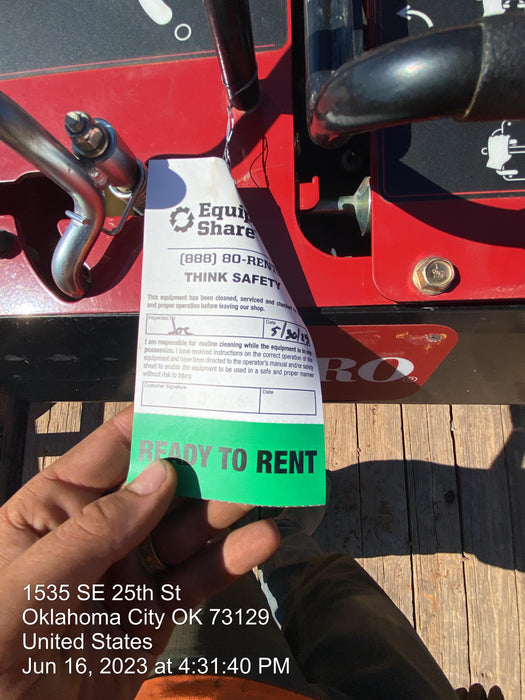 Equip
Share
(888) 80-REN
THINK SAFETY
This equipment has been cleaned, serviced and checked
and proper operation before leaving our shop.
Inspected By
Joe
Date
5/30/23
I am responsible for routine cleaning while the equipment is in my
possession. I have received instructions on the correct operation of this
equipment and have been directed to the operator's manual and/or safety
sheet to enable the equipment to be used in a safe and proper manner
without risk to injury.
Customer Signature
Date
READY TO RENT
RO®
1535 SE 25th St
Oklahoma City OK 73129
United States
Jun 16, 2023 at 4:31:40 PM